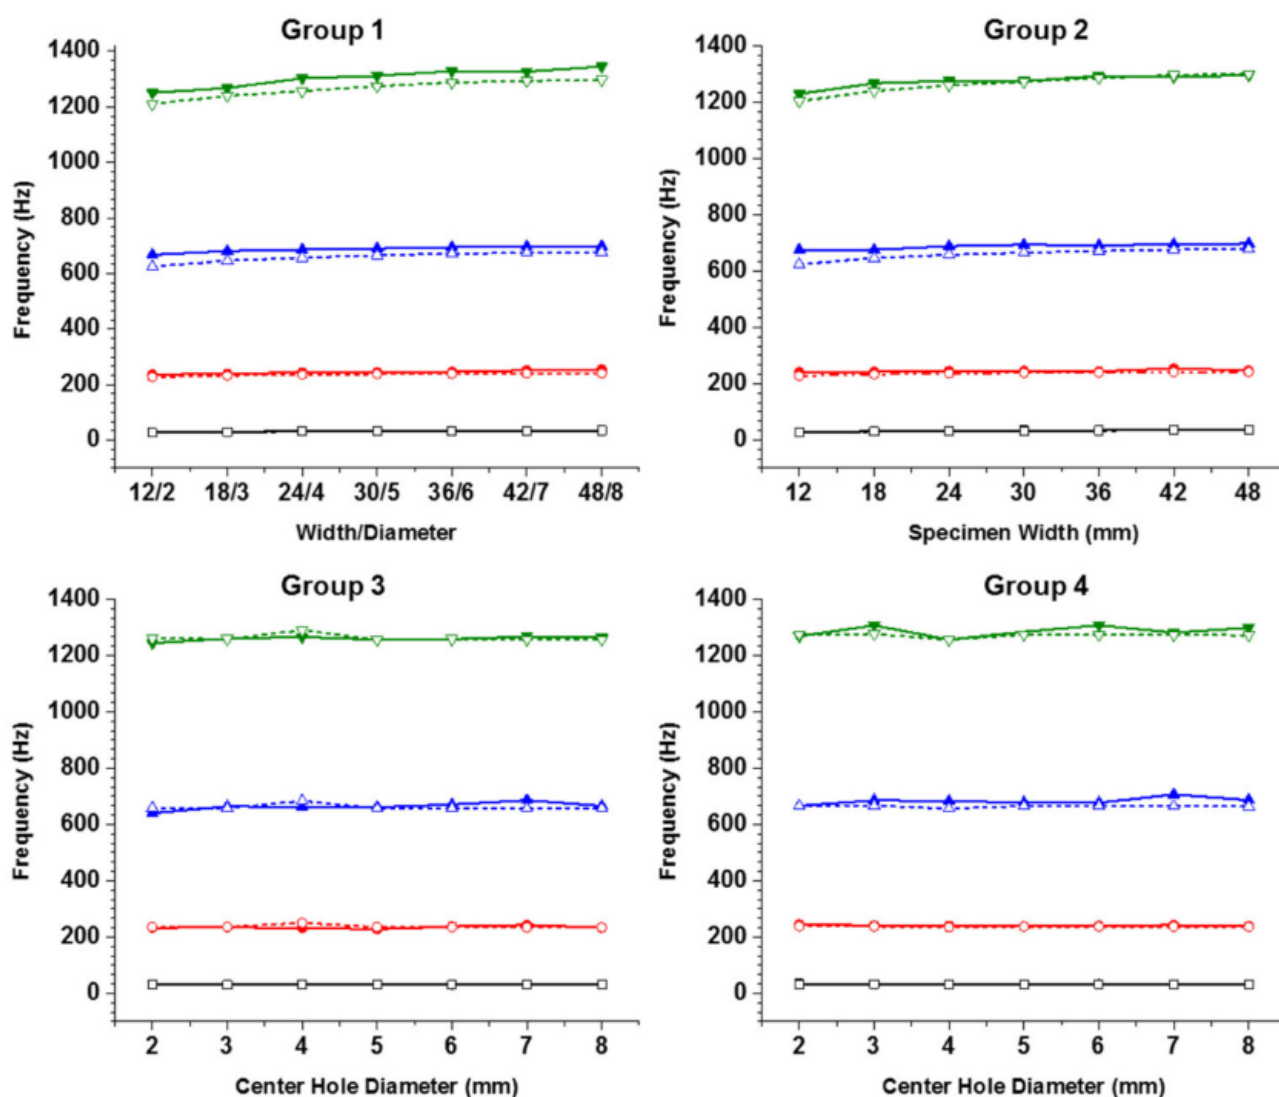 Group 1
1400
1200
1000
800
600
400
200
0
Frequency (Hz)
12/2 18/3 24/4 30/5 36/6 42/7 48/8
Width/Diameter
Group 2
1400
1200
1000
800
600
400
200
0
Frequency (Hz)
12 18 24 30 36 42 48
Specimen Width (mm)
Group 3
1400
1200
1000
800
600
400
200
0
Frequency (Hz)
2 3 4 5 6 7 8
Center Hole Diameter (mm)
Group 4
1400
1200
1000
800
600
400
200
0
Frequency (Hz)
2 3 4 5 6 7 8
Center Hole Diameter (mm)